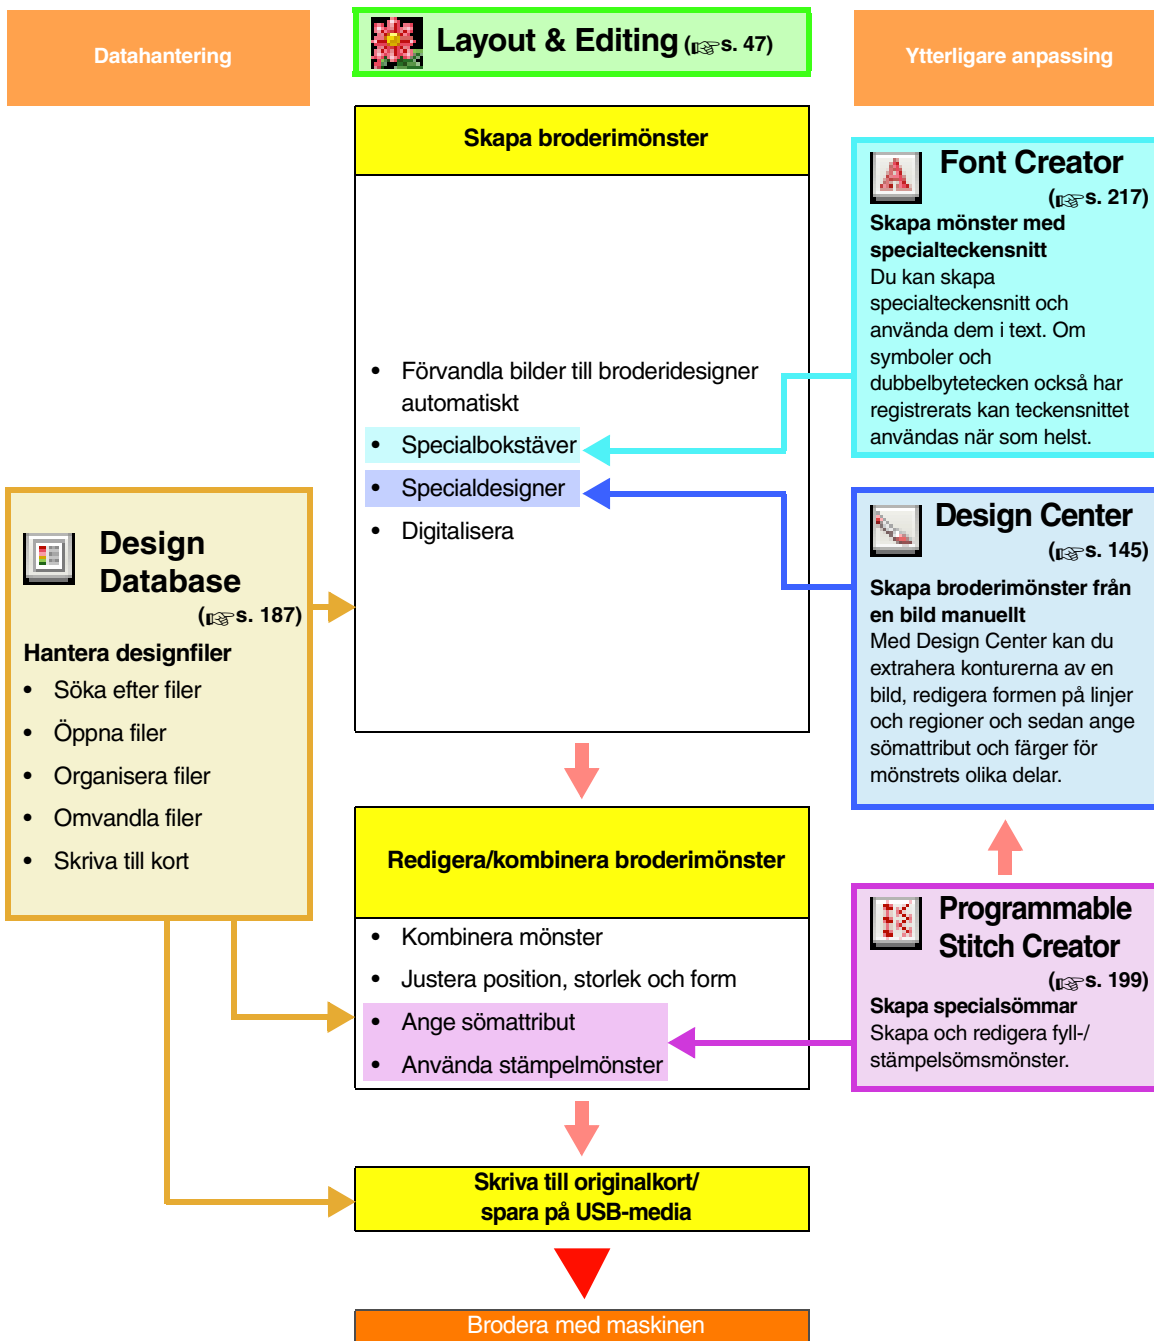 Datahantering
Layout & Editing (☞s. 47)
Ytterligare anpassing
Skapa broderimönster
• Förvandla bilder till broderidesigner
automatiskt
• Specialbokstäver
• Specialdesigner
• Digitalisera
Font Creator
(☞s. 217)
Skapa mönster med
specialteckensnitt
Du kan skapa
specialteckensnitt och
använda dem i text. Om
symboler och
dubbelbytetecken också har
registrerats kan teckensnittet
användas när som helst.
Design
Database
(☞s. 187)
Hantera designfiler
• Söka efter filer
• Öppna filer
• Organisera filer
• Omvandla filer
• Skriva till kort
Design Center
(☞s. 145)
Skapa broderimönster från
en bild manuellt
Med Design Center kan du
extrahera konturerna av en
bild, redigera formen på linjer
och regioner och sedan ange
sömattribut och färger för
mönstrets olika delar.
Redigera/kombinera broderimönster
• Kombinera mönster
• Justera position, storlek och form
• Ange sömattribut
• Använda stämpelmönster
Programmable
Stitch Creator
(☞s. 199)
Skapa specialsömmar
Skapa och redigera fyll-/
stämpelsömsmönster.
Skriva till originalkort/
spara på USB-media
Brodera med maskinen